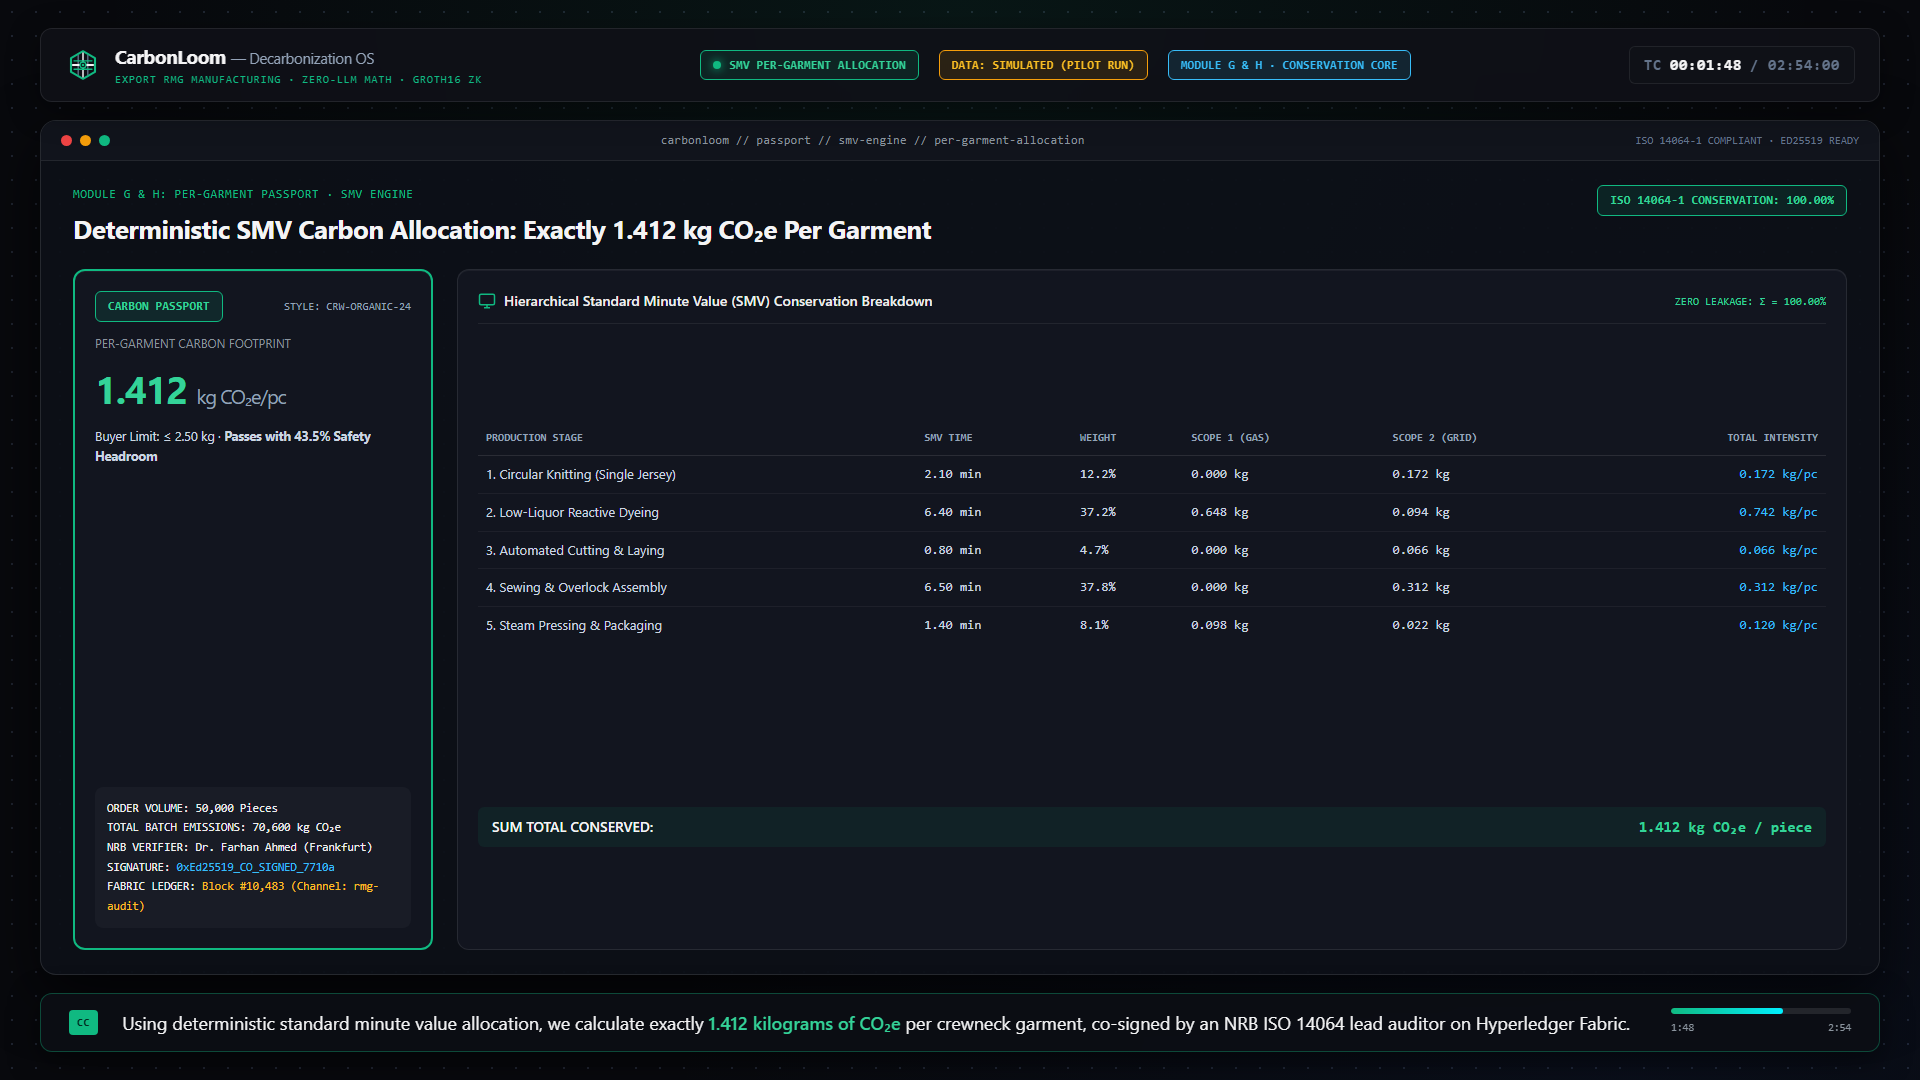 CarbonLoom — Decarbonization OS
EXPORT RMG MANUFACTURING · ZERO-LLM MATH · GROTH16 ZK
SMV PER-GARMENT ALLOCATION
DATA: SIMULATED (PILOT RUN)
MODULE G & H · CONSERVATION CORE
TC 00:01:48 / 02:54:00
carbonloom // passport // smv-engine // per-garment-allocation
ISO 14064-1 COMPLIANT · ED25519 READY
MODULE G & H: PER-GARMENT PASSPORT · SMV ENGINE
Deterministic SMV Carbon Allocation: Exactly 1.412 kg CO₂e Per Garment
ISO 14064-1 CONSERVATION: 100.00%
CARBON PASSPORT
STYLE: CRW-ORGANIC-24
PER-GARMENT CARBON FOOTPRINT
1.412 kg CO₂e/pc
Buyer Limit: ≤ 2.50 kg · Passes with 43.5% Safety
Headroom
ORDER VOLUME: 50,000 Pieces
TOTAL BATCH EMISSIONS: 70,600 kg CO₂e
NRB VERIFIER: Dr. Farhan Ahmed (Frankfurt)
SIGNATURE: 0xEd25519_CO_SIGNED_7710a
FABRIC LEDGER: Block #10,483 (Channel: rmg-
audit)
Hierarchical Standard Minute Value (SMV) Conservation Breakdown
ZERO LEAKAGE: Σ = 100.00%
PRODUCTION STAGE SMV TIME WEIGHT SCOPE 1 (GAS) SCOPE 2 (GRID) TOTAL INTENSITY
1. Circular Knitting (Single Jersey) 2.10 min 12.2% 0.000 kg 0.172 kg 0.172 kg/pc
2. Low-Liquor Reactive Dyeing 6.40 min 37.2% 0.648 kg 0.094 kg 0.742 kg/pc
3. Automated Cutting & Laying 0.80 min 4.7% 0.000 kg 0.066 kg 0.066 kg/pc
4. Sewing & Overlock Assembly 6.50 min 37.8% 0.000 kg 0.312 kg 0.312 kg/pc
5. Steam Pressing & Packaging 1.40 min 8.1% 0.098 kg 0.022 kg 0.120 kg/pc
SUM TOTAL CONSERVED: 1.412 kg CO₂e / piece
CC
Using deterministic standard minute value allocation, we calculate exactly 1.412 kilograms of CO₂e per crewneck garment, co-signed by an NRB ISO 14064 lead auditor on Hyperledger Fabric.
1:48 2:54